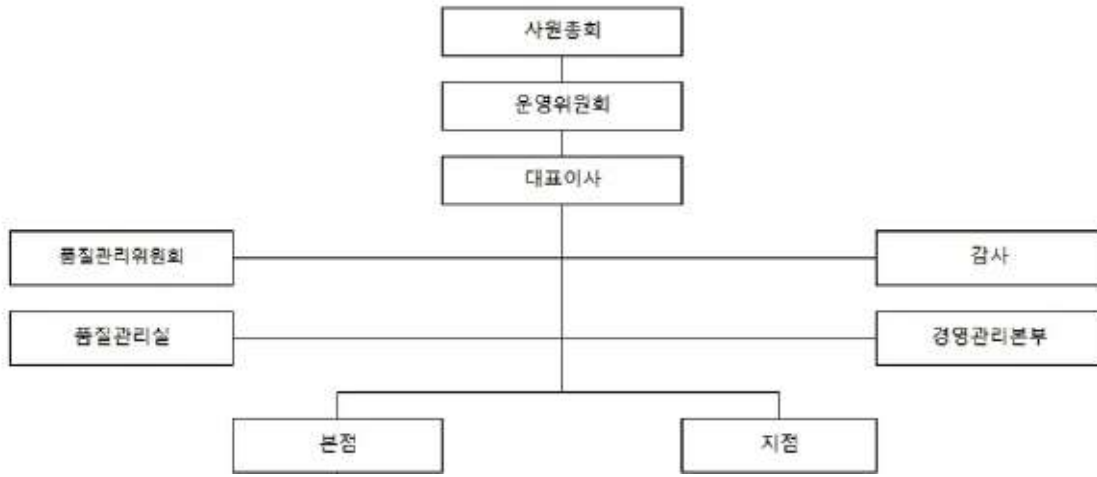 사원총회
운영위원회
대표이사
품질관리위원회
감사
품질관리실
경영관리본부
본점
지점